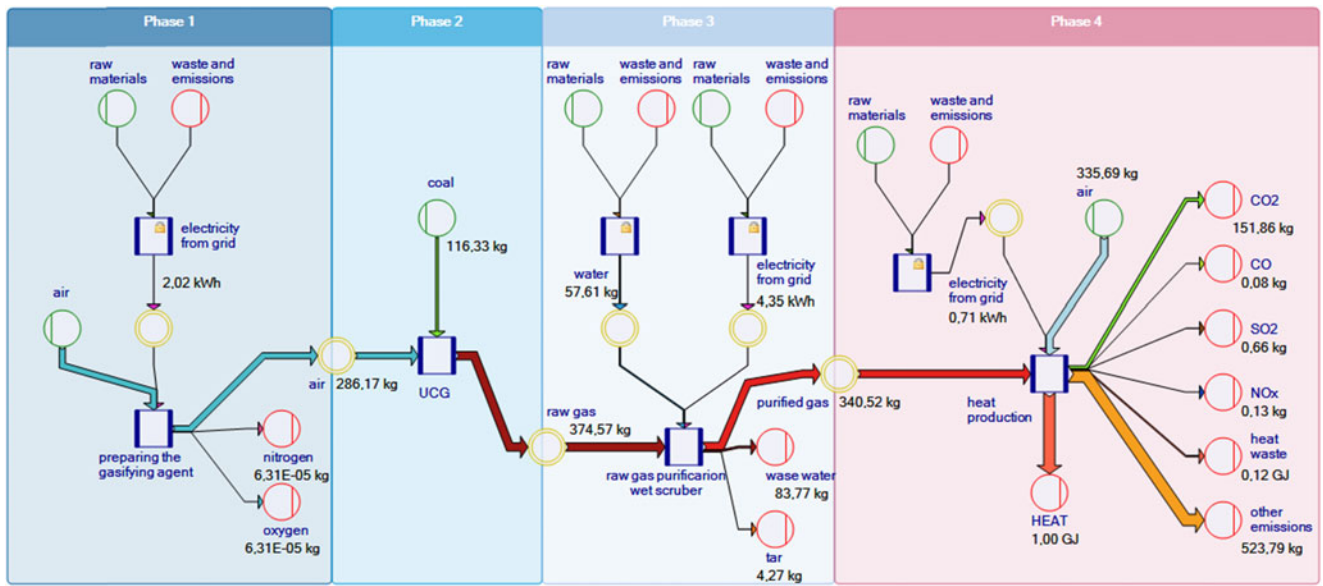 Phase 1
Phase 2
Phase 3
Phase 4
raw
materials
waste and
emissions
electricity
from grid
2,02 kWh
air
preparing the
gasifying agent
nitrogen
6,31E-05 kg
oxygen
6,31E-05 kg
air
286,17 kg
coal
116,33 kg
UCG
raw gas
374,57 kg
raw
materials
waste and
emissions
raw
materials
waste and
emissions
water
57,61 kg
electricity
from grid
4,35 kWh
raw gas purificarion
wet scruber
purified gas
340,52 kg
wase water
83,77 kg
tar
4,27 kg
raw
materials
waste and
emissions
electricity
from grid
0,71 kWh
335,69 kg
air
heat
production
HEAT
1,00 GJ
CO2
151,86 kg
CO
0,08 kg
SO2
0,66 kg
NOx
0,13 kg
heat
waste
0,12 GJ
other
emissions
523,79 kg